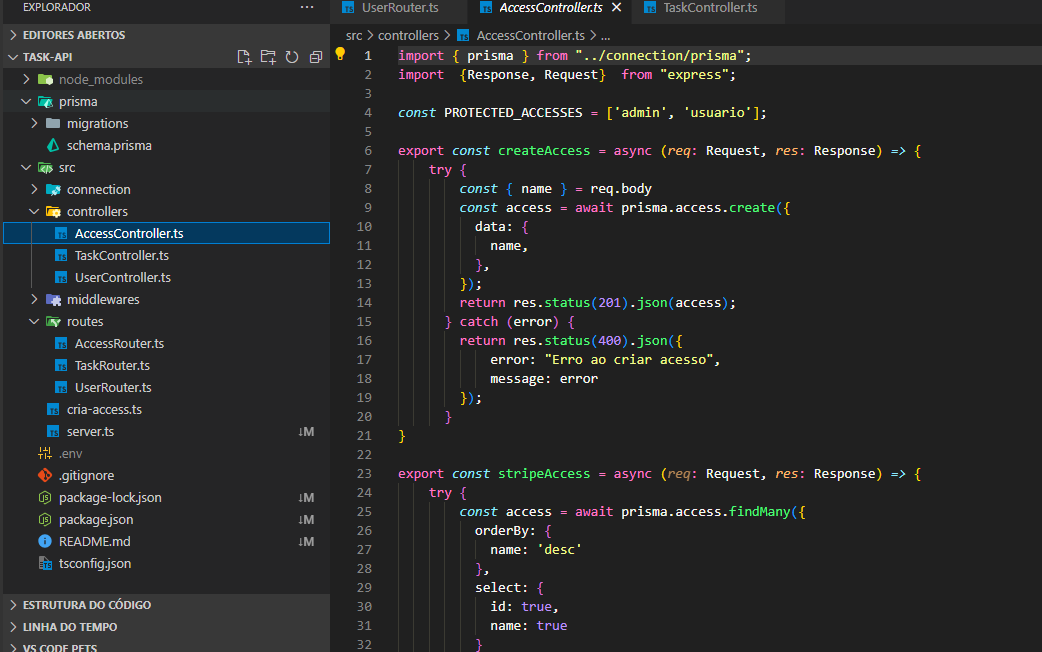 EXPLORADOR ...
EDITORES ABERTOS
TASK-API
node_modules
prisma
migrations
schema.prisma
src
connection
controllers
AccessController.ts
TaskController.ts
UserController.ts
middlewares
routes
AccessRouter.ts
TaskRouter.ts
UserRouter.ts
cria-access.ts
server.ts ↓M
.env
.gitignore
package-lock.json ↓M
package.json ↓M
README.md ↓M
tsconfig.json
ESTRUTURA DO CÓDIGO
LINHA DO TEMPO
VS CODE PETS
TS UserRouter.ts TS AccessController.ts × TS TaskController.ts
src > controllers > TS AccessController.ts > ...
1 import { prisma } from "../connection/prisma";
2 import  {Response, Request}  from "express";
3
4 const PROTECTED_ACCESSES = ['admin', 'usuario'];
5
6 export const createAccess = async (req: Request, res: Response) => {
7     try {
8         const { name } = req.body
9         const access = await prisma.access.create({
10           data: {
11             name,
12           },
13         });
14         return res.status(201).json(access);
15       } catch (error) {
16         return res.status(400).json({
17             error: "Erro ao criar acesso",
18             message: error
19         });
20       }
21 }
22
23 export const stripeAccess = async (req: Request, res: Response) => {
24     try {
25         const access = await prisma.access.findMany({
26           orderBy: {
27             name: 'desc'
28           },
29           select: {
30             id: true,
31             name: true
32           }